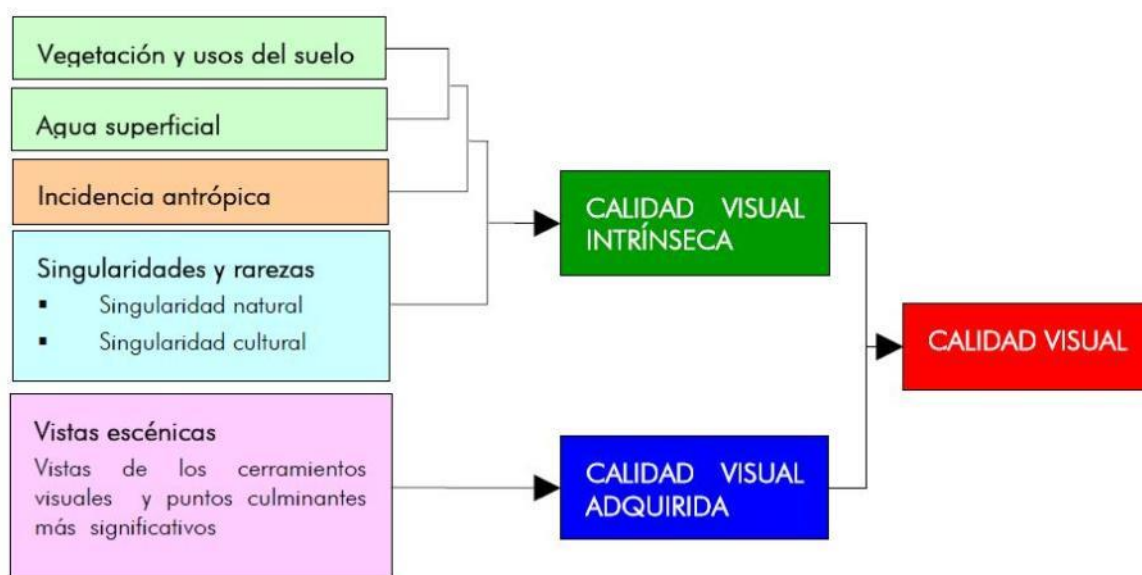 Vegetación y usos del suelo
Agua superficial
Incidencia antrópica
Singularidades y rarezas
▪ Singularidad natural
▪ Singularidad cultural
Vistas escénicas
Vistas de los cerramientos
visuales y puntos culminantes
más significativos
CALIDAD VISUAL
INTRÍNSECA
CALIDAD VISUAL
ADQUIRIDA
CALIDAD VISUAL